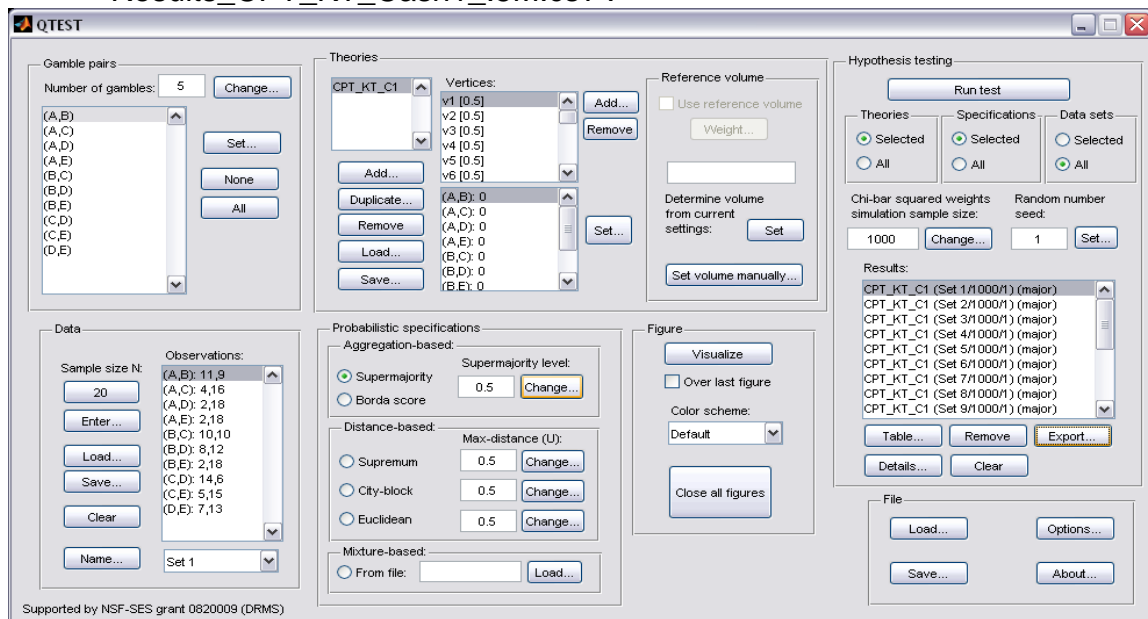 QTEST
Gamble pairs
Number of gambles: 5 Change...
(A,B)
(A,C)
(A,D)
(A,E)
(B,C)
(B,D)
(B,E)
(C,D)
(C,E)
(D,E)
Set...
None
All
Theories
CPT_KT_C1
Vertices:
v1 [0.5]
v2 [0.5]
v3 [0.5]
v4 [0.5]
v5 [0.5]
v6 [0.5]
Add...
Remove
Add...
Duplicate...
Remove
Load...
Save...
(A,B): 0
(A,C): 0
(A,D): 0
(A,E): 0
(B,C): 0
(B,D): 0
(B,E): 0
Set...
Reference volume
Use reference volume
Weight...
Determine volume
from current
settings: Set
Set volume manually...
Hypothesis testing
Run test
Theories
Selected
All
Specifications
Selected
All
Data sets
Selected
All
Chi-bar squared weights
simulation sample size:
1000 Change...
Random number
seed:
1 Set...
Results:
CPT_KT_C1 (Set 1/1000/1) (major)
CPT_KT_C1 (Set 2/1000/1) (major)
CPT_KT_C1 (Set 3/1000/1) (major)
CPT_KT_C1 (Set 4/1000/1) (major)
CPT_KT_C1 (Set 5/1000/1) (major)
CPT_KT_C1 (Set 6/1000/1) (major)
CPT_KT_C1 (Set 7/1000/1) (major)
CPT_KT_C1 (Set 8/1000/1) (major)
CPT_KT_C1 (Set 9/1000/1) (major)
Table... Remove Export...
Details... Clear
Data
Sample size N:
20
Enter...
Load...
Save...
Clear
Name...
Observations:
(A,B): 11,9
(A,C): 4,16
(A,D): 2,18
(A,E): 2,18
(B,C): 10,10
(B,D): 8,12
(B,E): 2,18
(C,D): 14,6
(C,E): 5,15
(D,E): 7,13
Set 1
Probabilistic specifications
Aggregation-based:
Supermajority level:
Supermajority 0.5 Change...
Borda score
Distance-based:
Max-distance (U):
Supremum 0.5 Change...
City-block 0.5 Change...
Euclidean 0.5 Change...
Mixture-based:
From file: Load...
Figure
Visualize
Over last figure
Color scheme:
Default
Close all figures
File
Load... Options...
Save... About...
Supported by NSF-SES grant 0820009 (DRMS)